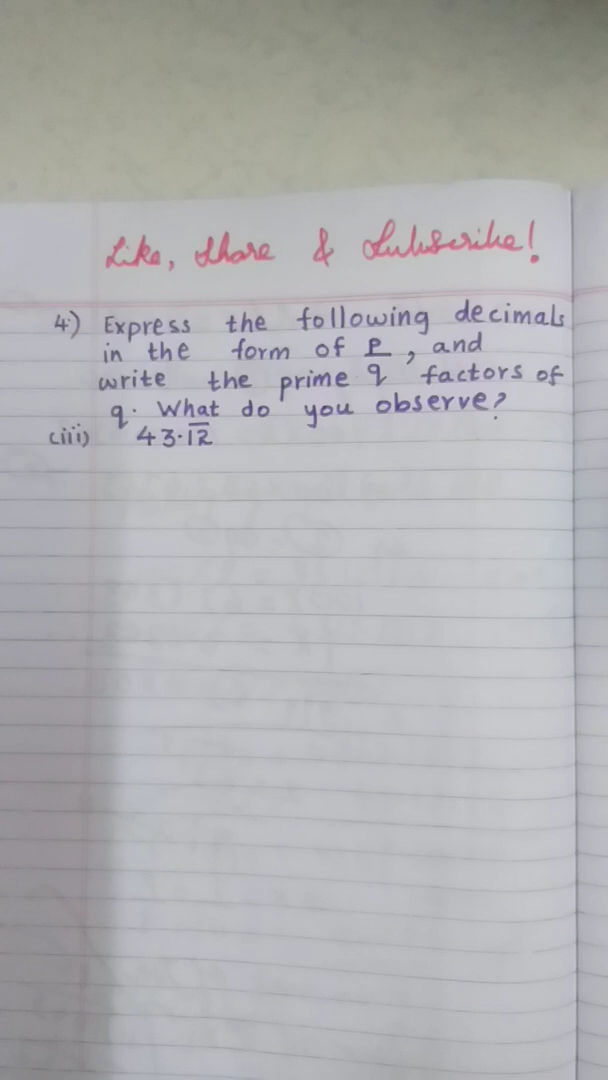 Like, Share & Subscribe!
4) Express the following decimals
in the form of p/q, and
write the prime factors of
q. What do you observe?
(iii) 43.1̅2̅